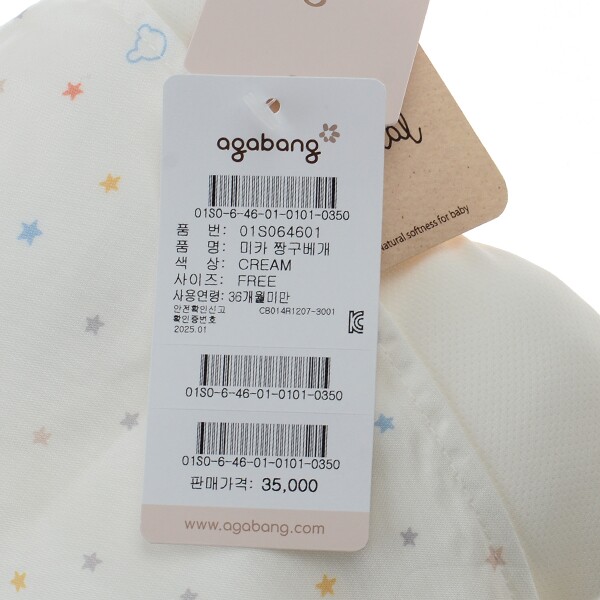 agabang
01S0-6-46-01-0101-0350
품 번: 01S064601
품 명: 미카 짱구베개
색 상: CREAM
사이즈: FREE
사용연령: 36개월미만
안전확인신고 CB014R1207-3001
확인증번호
2025.01
01S0-6-46-01-0101-0350
01S0-6-46-01-0101-0350
판매가격: 35,000
www.agabang.com
natural softness for baby